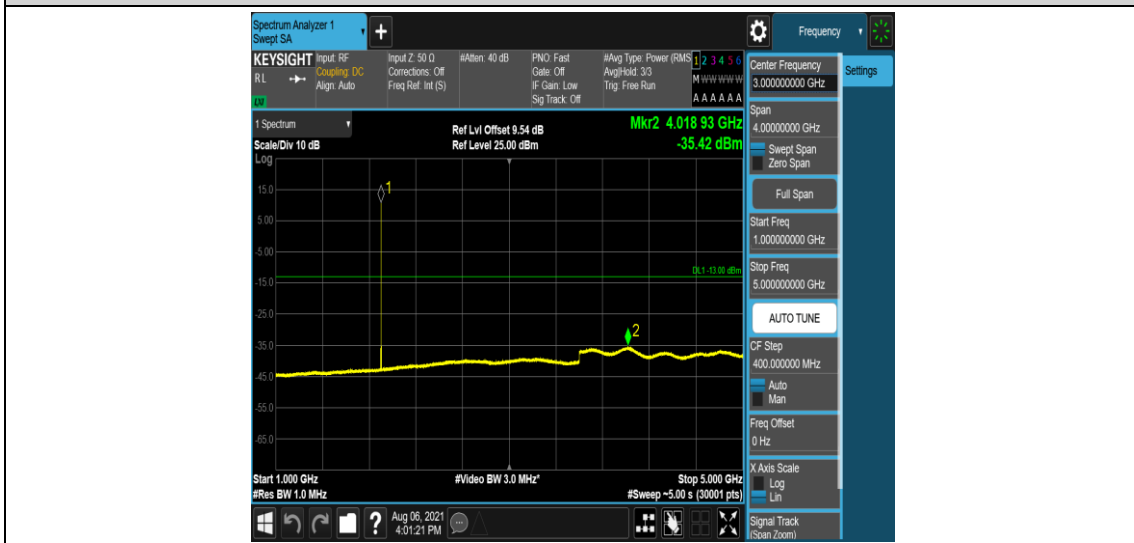 Spectrum Analyzer 1
Swept SA
+
Frequency
KEYSIGHT
RL
LXI
Input: RF
Coupling: DC
Align: Auto
Input Z: 50 Ω
Corrections: Off
Freq Ref: Int (S)
#Atten: 40 dB
PNO: Fast
Gate: Off
IF Gain: Low
Sig Track: Off
#Avg Type: Power (RMS
Avg|Hold: 3/3
Trig: Free Run
1 2 3 4 5 6
M W W W W W
A A A A A A
1 Spectrum
Scale/Div 10 dB
Log
Ref Lvl Offset 9.54 dB
Ref Level 25.00 dBm
Mkr2 4.018 93 GHz
-35.42 dBm
15.0
5.00
-5.00
-15.0
-25.0
-35.0
-45.0
-55.0
-65.0
1
DL1 -13.00 dBm
2
Start 1.000 GHz
#Res BW 1.0 MHz
#Video BW 3.0 MHz*
Stop 5.000 GHz
#Sweep ~5.00 s (30001 pts)
?
Aug 06, 2021
4:01:21 PM
Center Frequency
3.000000000 GHz
Settings
Span
4.00000000 GHz
Swept Span
Zero Span
Full Span
Start Freq
1.000000000 GHz
Stop Freq
5.000000000 GHz
AUTO TUNE
CF Step
400.000000 MHz
Auto
Man
Freq Offset
0 Hz
X Axis Scale
Log
Lin
Signal Track
(Span Zoom)